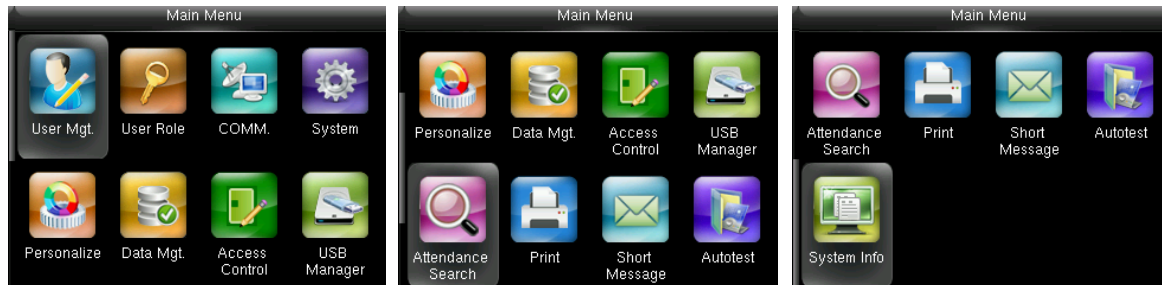 Main Menu
User Mgt.
User Role
COMM.
System
Personalize
Data Mgt.
Access
Control
USB
Manager
Main Menu
Personalize
Data Mgt.
Access
Control
USB
Manager
Attendance
Search
Print
Short
Message
Autotest
Main Menu
Attendance
Search
Print
Short
Message
Autotest
System Info